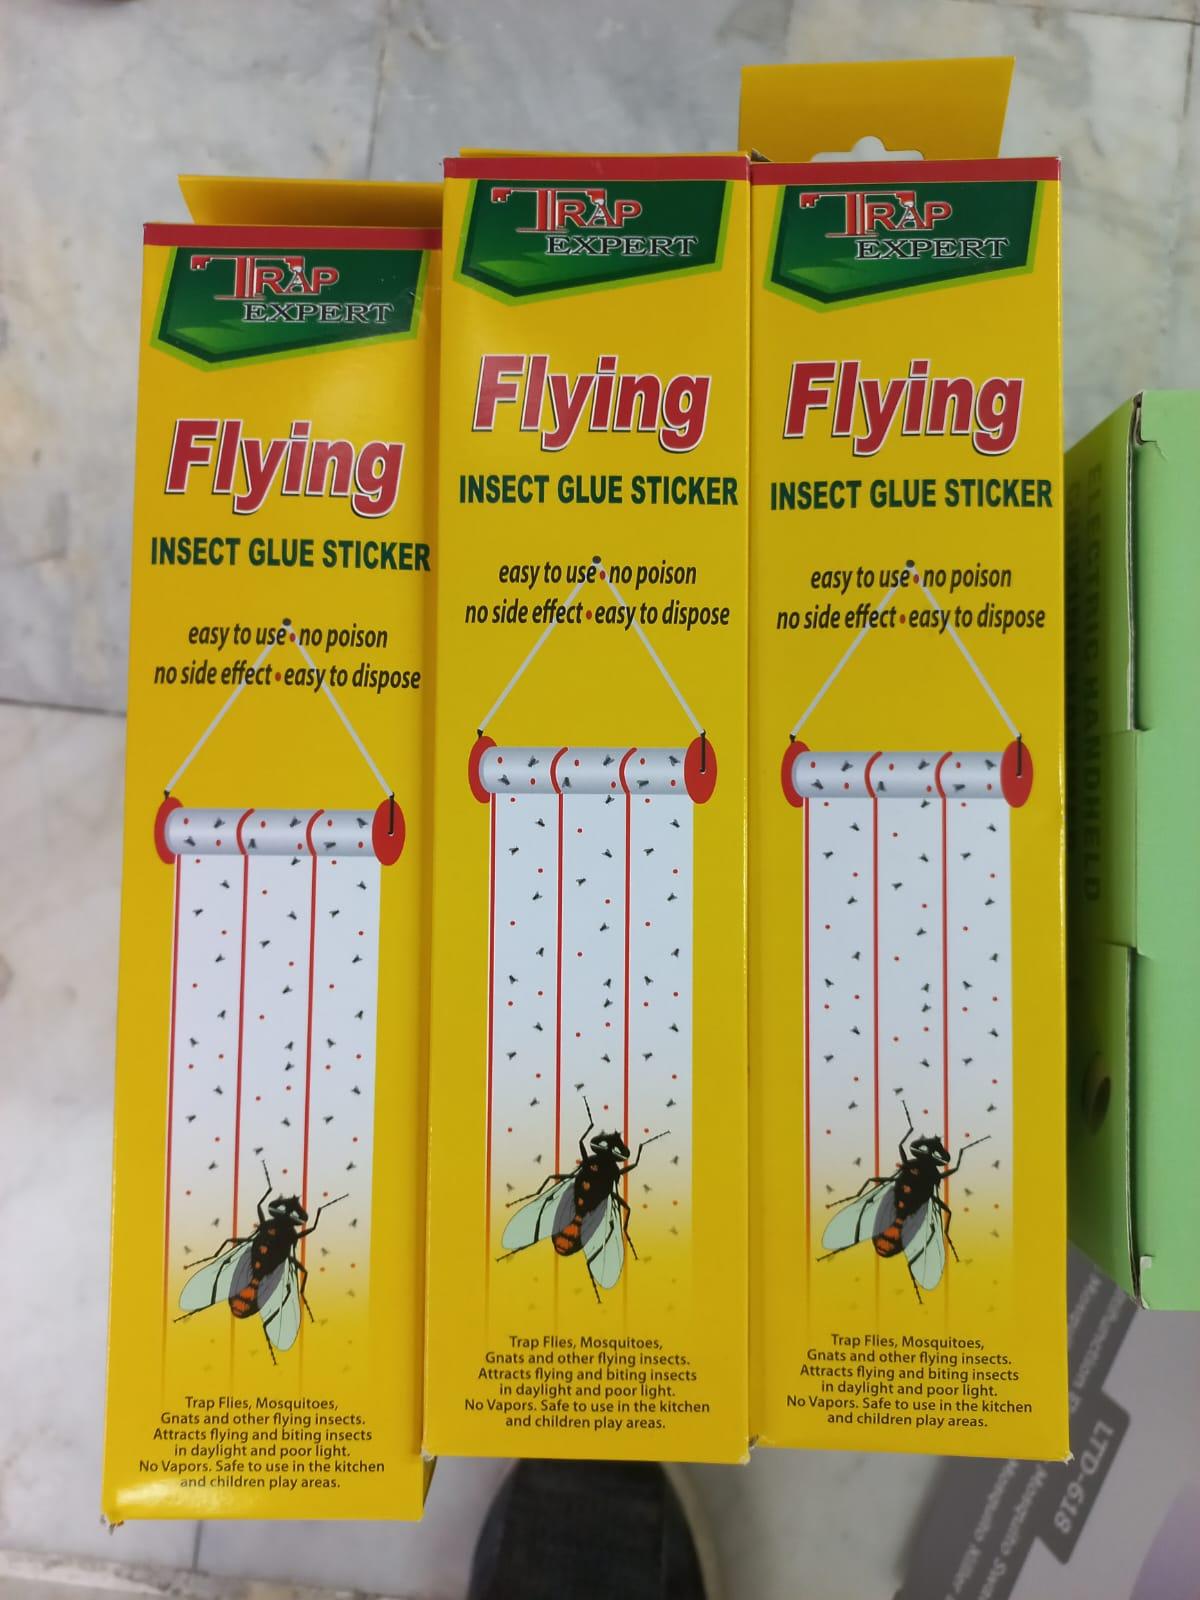 TRAP
EXPERT
Flying
INSECT GLUE STICKER
easy to use•no poison
no side effect•easy to dispose
Trap Flies, Mosquitoes,
Gnats and other flying insects.
Attracts flying and biting insects
in daylight and poor light.
No Vapors. Safe to use in the kitchen
and children play areas.
TRAP
EXPERT
Flying
INSECT GLUE STICKER
easy to use•no poison
no side effect•easy to dispose
Trap Flies, Mosquitoes,
Gnats and other flying insects.
Attracts flying and biting insects
in daylight and poor light.
No Vapors. Safe to use in the kitchen
and children play areas.
TRAP
EXPERT
Flying
INSECT GLUE STICKER
easy to use•no poison
no side effect•easy to dispose
Trap Flies, Mosquitoes,
Gnats and other flying insects.
Attracts flying and biting insects
in daylight and poor light.
No Vapors. Safe to use in the kitchen
and children play areas.
ELECTRIC HANDHELD
LTD-618
Mosquito
Mosquito Killer